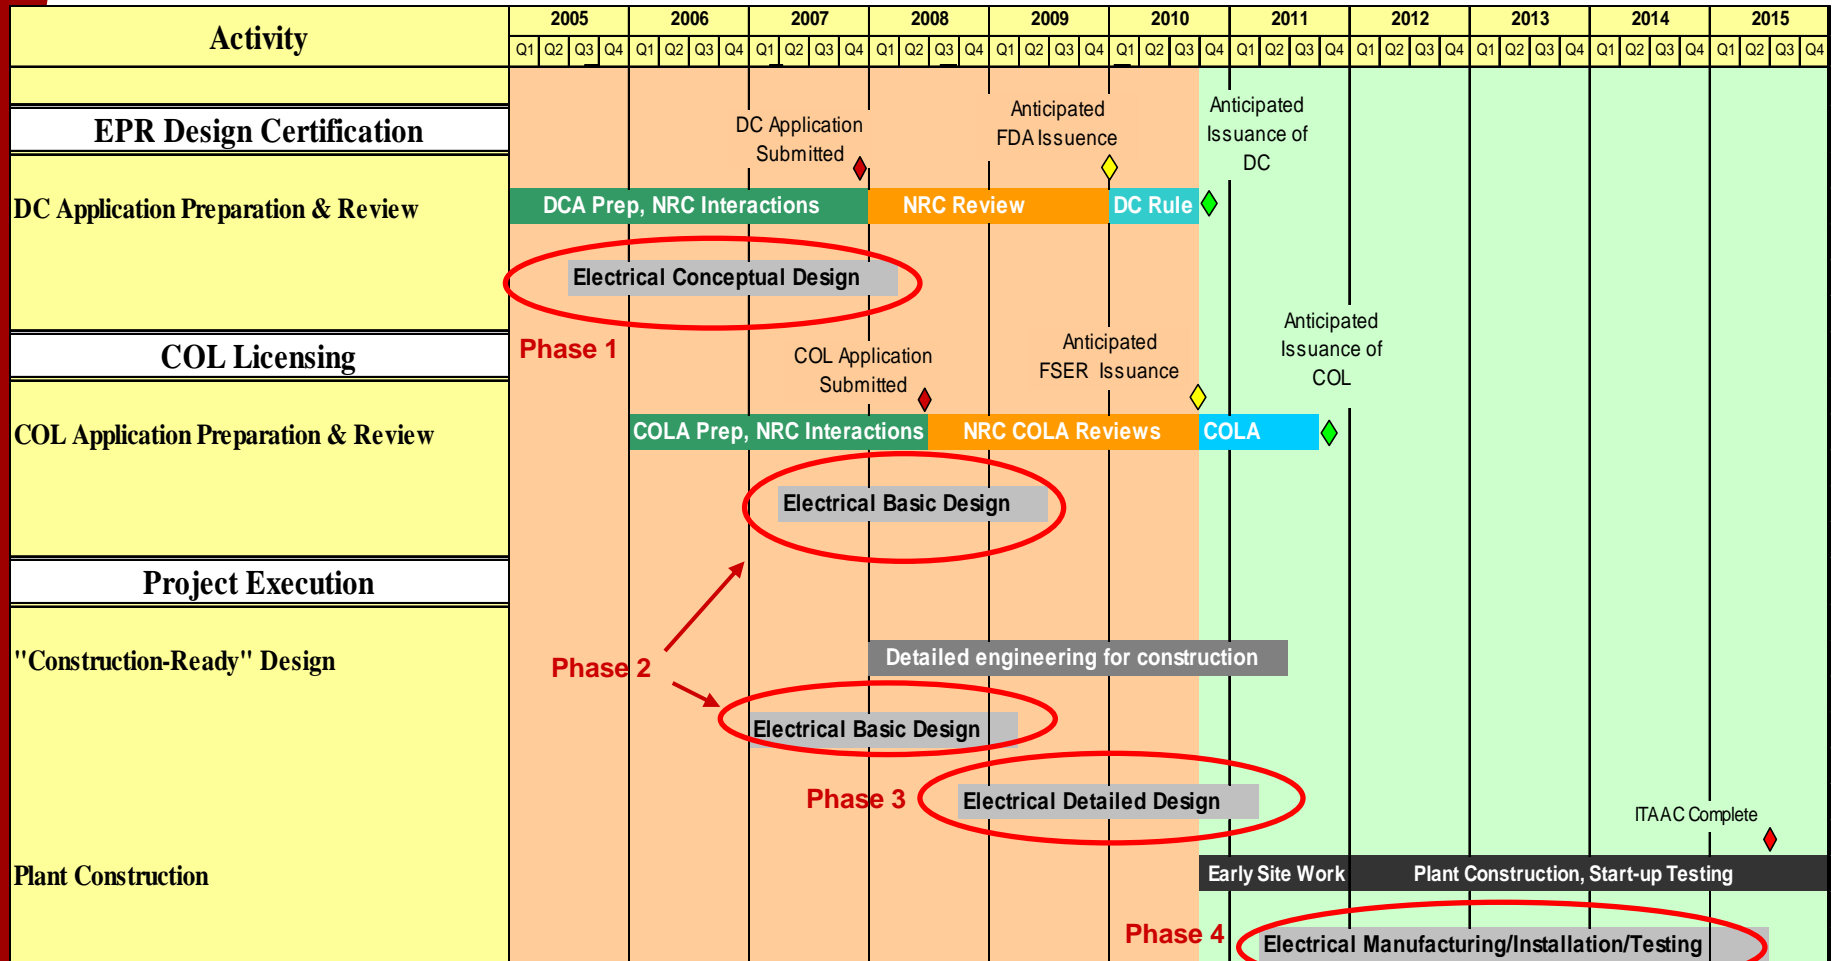 Activity
2005 2006 2007 2008 2009 2010 2011 2012 2013 2014 2015
Q1 Q2 Q3 Q4 Q1 Q2 Q3 Q4 Q1 Q2 Q3 Q4 Q1 Q2 Q3 Q4 Q1 Q2 Q3 Q4 Q1 Q2 Q3 Q4 Q1 Q2 Q3 Q4 Q1 Q2 Q3 Q4 Q1 Q2 Q3 Q4 Q1 Q2 Q3 Q4 Q1 Q2 Q3 Q4
EPR Design Certification
DC Application
Submitted
Anticipated
FDA Issuence
Anticipated
Issuance of
DC
DC Application Preparation & Review
DCA Prep, NRC Interactions
NRC Review
DC Rule
Electrical Conceptual Design
Phase 1
COL Licensing
COL Application
Submitted
Anticipated
FSER Issuance
Anticipated
Issuance of
COL
COL Application Preparation & Review
COLA Prep, NRC Interactions
NRC COLA Reviews
COLA
Electrical Basic Design
Project Execution
"Construction-Ready" Design
Phase 2
Detailed engineering for construction
Electrical Basic Design
Phase 3
Electrical Detailed Design
ITAAC Complete
Plant Construction
Early Site Work
Plant Construction, Start-up Testing
Phase 4
Electrical Manufacturing/Installation/Testing